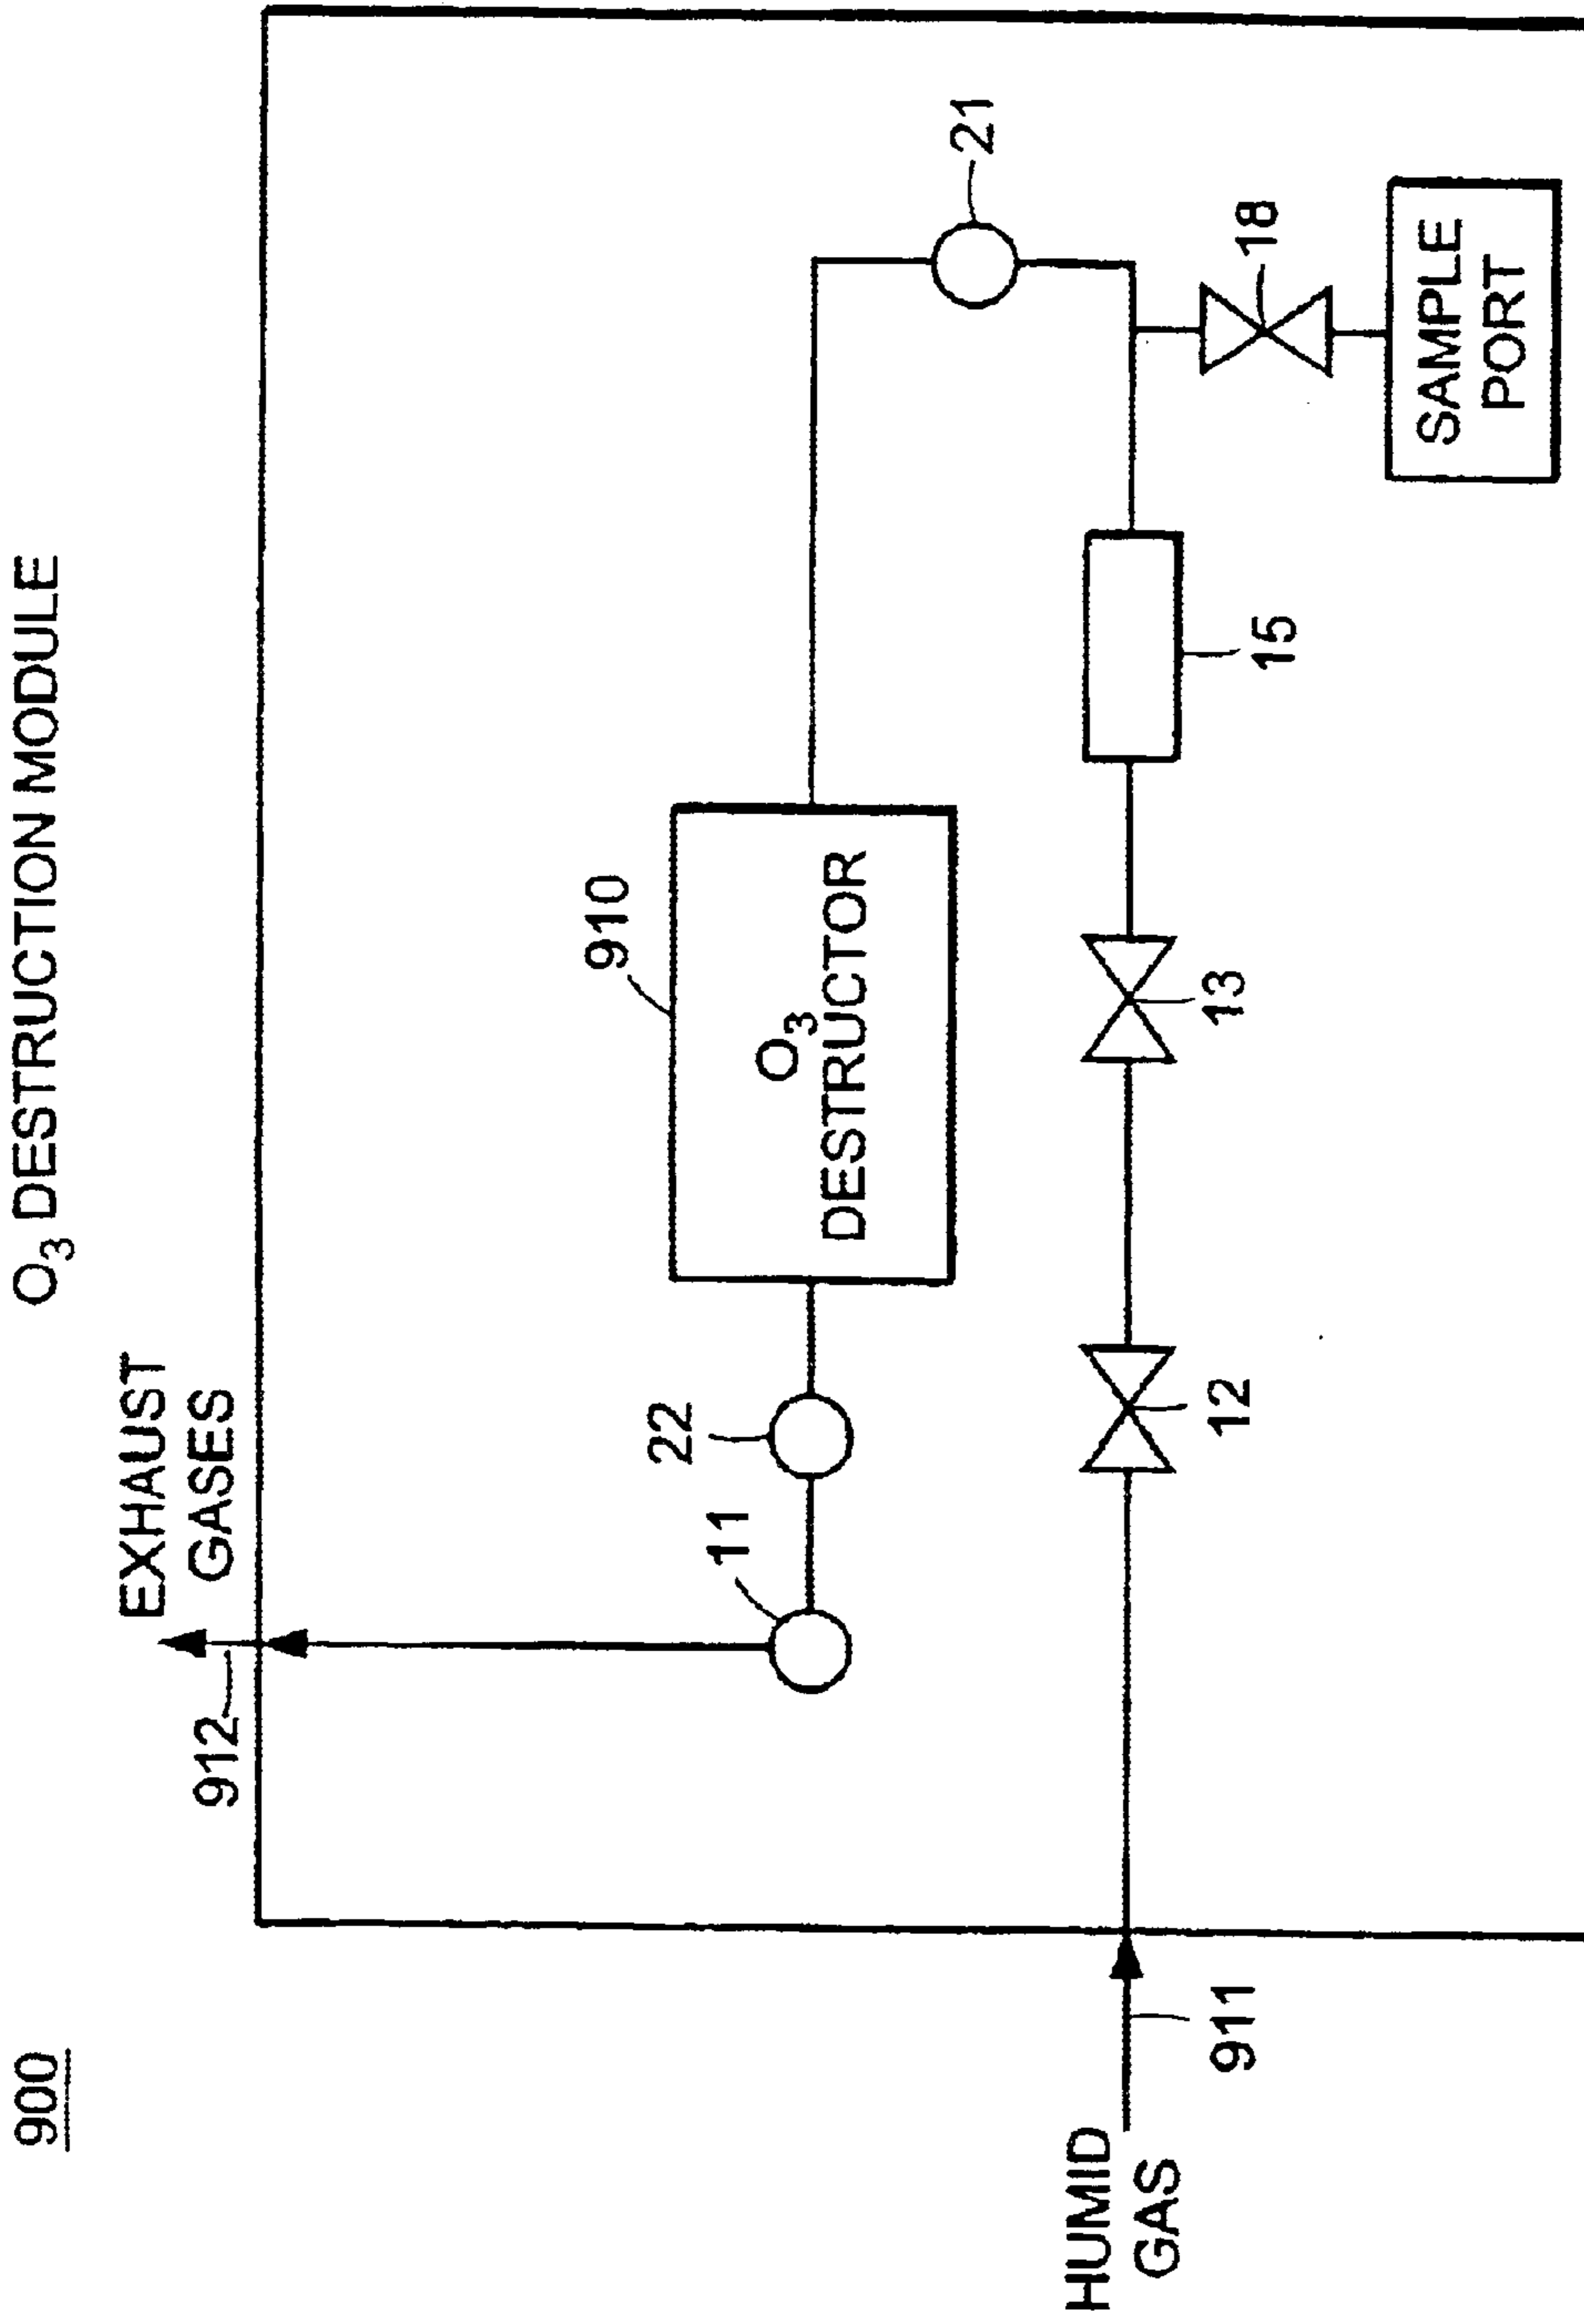 900
O₃ DESTRUCTION MODULE
EXHAUST
GASES
912
910
O₃
DESTRUCTOR
22
11
21
HUMID
GAS
911
12
13
15
18
SAMPLE
PORT